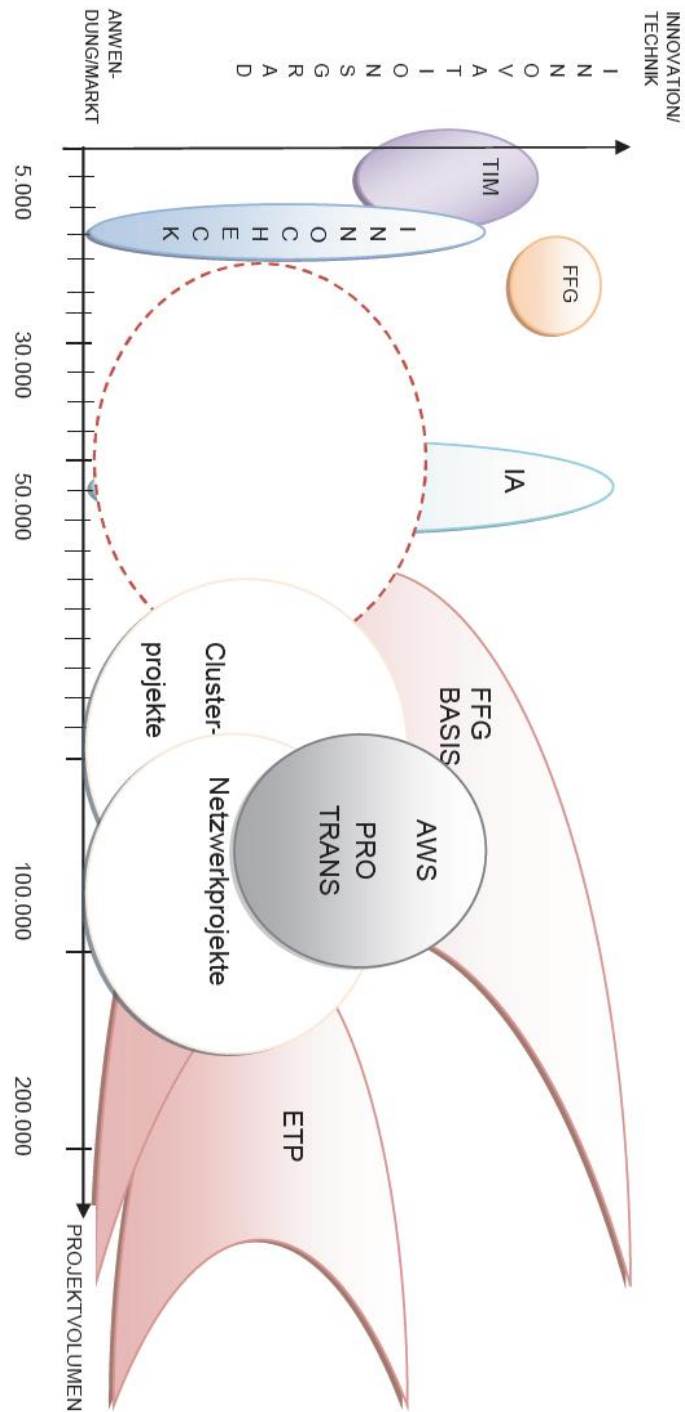 INNOVATION/
TECHNIK
INNOVATIONSGRAD
ANWEN-
DUNG/MARKT
TIM
INNOCHECK
FFG
IA
FFG
BASIS
AWS
PRO
TRANS
Cluster-
projekte
Netzwerkprojekte
ETP
5.000
30.000
50.000
100.000
200.000
PROJEKTVOLUMEN